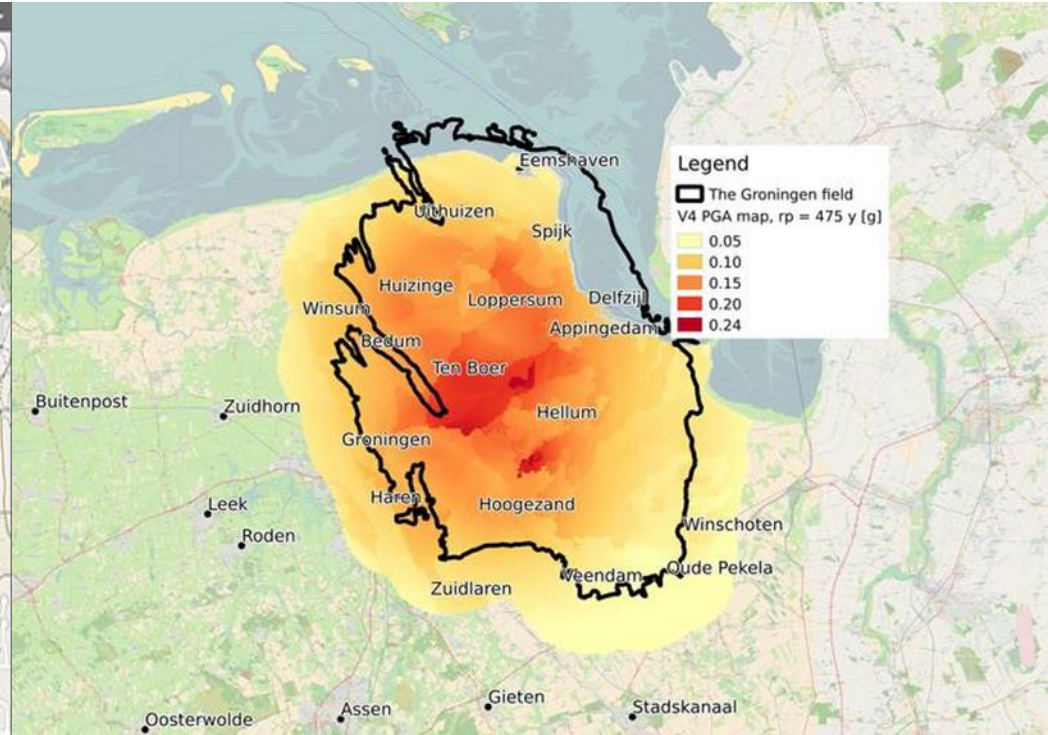 Eemshaven
Legend
The Groningen field
V4 PGA map, rp = 475 y [g]
0.05
0.10
0.15
0.20
0.24
Uithuizen
Spijk
Huizinge
Loppersum
Delfzijl
Winsum
Appingedam
Bedum
Ten Boer
Buitenpost
Zuidhorn
Hellum
Groningen
Haren
Hoogezand
Leek
Winschoten
Roden
Oude Pekela
Veendam
Zuidlaren
Gieten
Stadskanaal
Assen
Oosterwolde